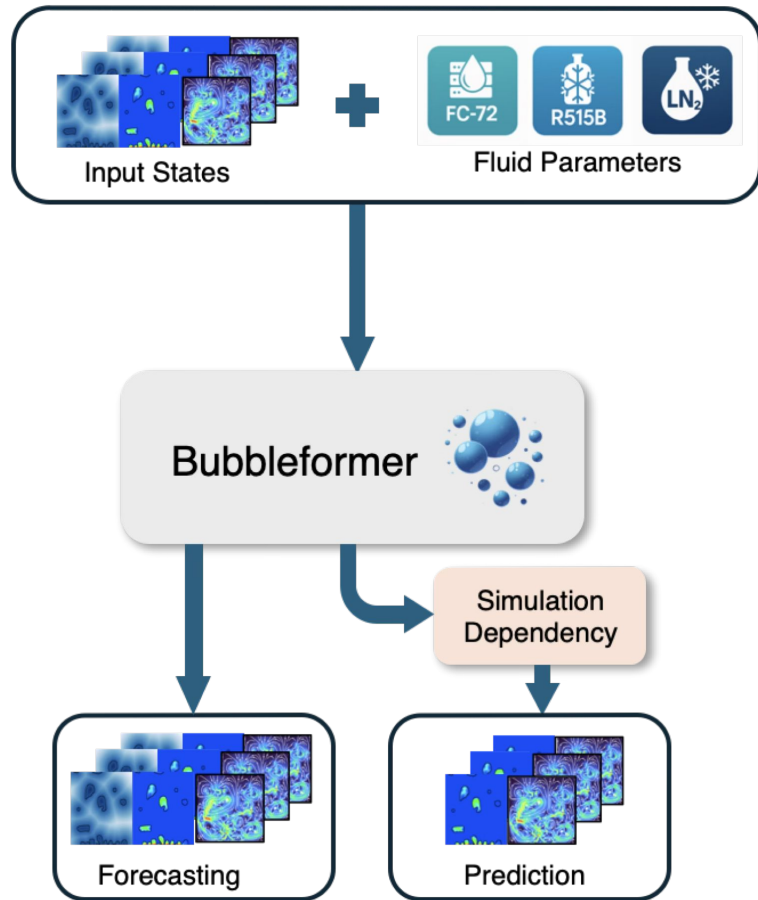 FC-72
R515B
LN₂
Input States
Fluid Parameters
Bubbleformer
Simulation
Dependency
Forecasting
Prediction